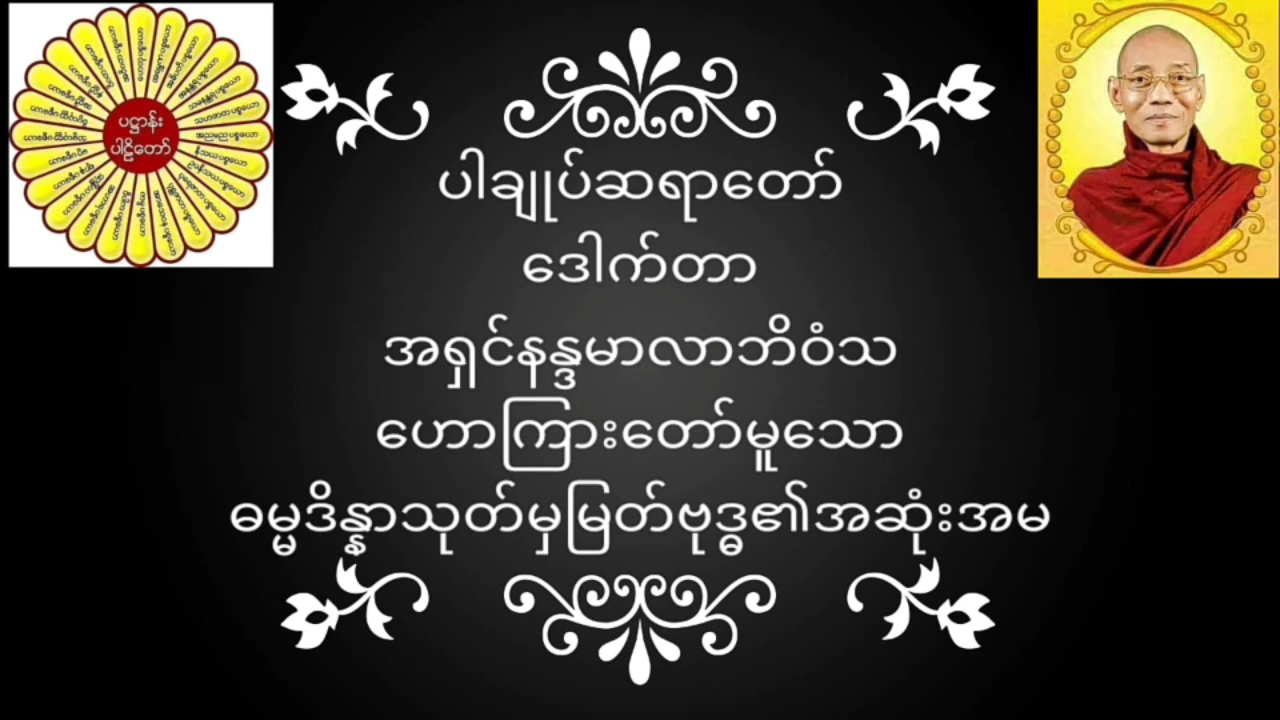 ပဋ္ဌာန်း
ပါဠိတော်
ပါချုပ်ဆရာတော်
ဒေါက်တာ
အရှင်နန္ဒမာလာဘိဝံသ
ဟောကြားတော်မူသော
ဓမ္မဒိန္နာသုတ်မှမြတ်ဗုဒ္ဓ၏အဆုံးအမ